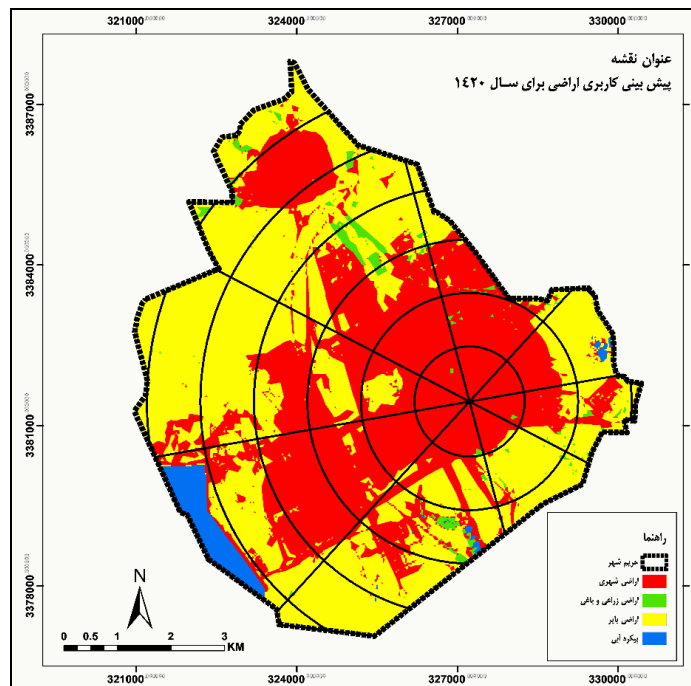 321000 324000 327000 330000
عنوان نقشه
پیش بینی کاربری اراضی برای سال ۱۴۲۰
3387000
3384000
3381000
3378000
راهنما
حریم شهر
اراضی شهری
اراضی زراعی و باغی
اراضی بایر
پیکره آبی
N
0 0.5 1 2 3
KM
321000 324000 327000 330000